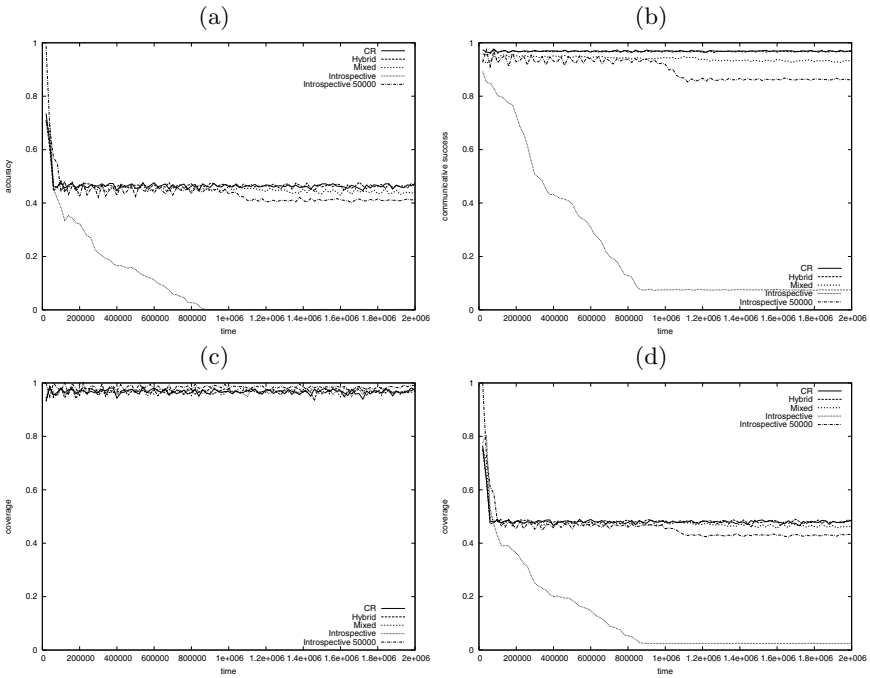 (a)
1
0.8
0.6
0.4
0.2
0
accuracy
0 200000 400000 600000 800000 1e+006 1.2e+006 1.4e+006 1.6e+006 1.8e+006 2e+006
time
CR
Hybrid
Mixed
Introspective
Introspective 50000
(b)
1
0.8
0.6
0.4
0.2
0
communicative success
0 200000 400000 600000 800000 1e+006 1.2e+006 1.4e+006 1.6e+006 1.8e+006 2e+006
time
CR
Hybrid
Mixed
Introspective
Introspective 50000
(c)
1
0.8
0.6
0.4
0.2
0
coverage
0 200000 400000 600000 800000 1e+006 1.2e+006 1.4e+006 1.6e+006 1.8e+006 2e+006
time
CR
Hybrid
Mixed
Introspective
Introspective 50000
(d)
1
0.8
0.6
0.4
0.2
0
coverage
0 200000 400000 600000 800000 1e+006 1.2e+006 1.4e+006 1.6e+006 1.8e+006 2e+006
time
CR
Hybrid
Mixed
Introspective
Introspective 50000